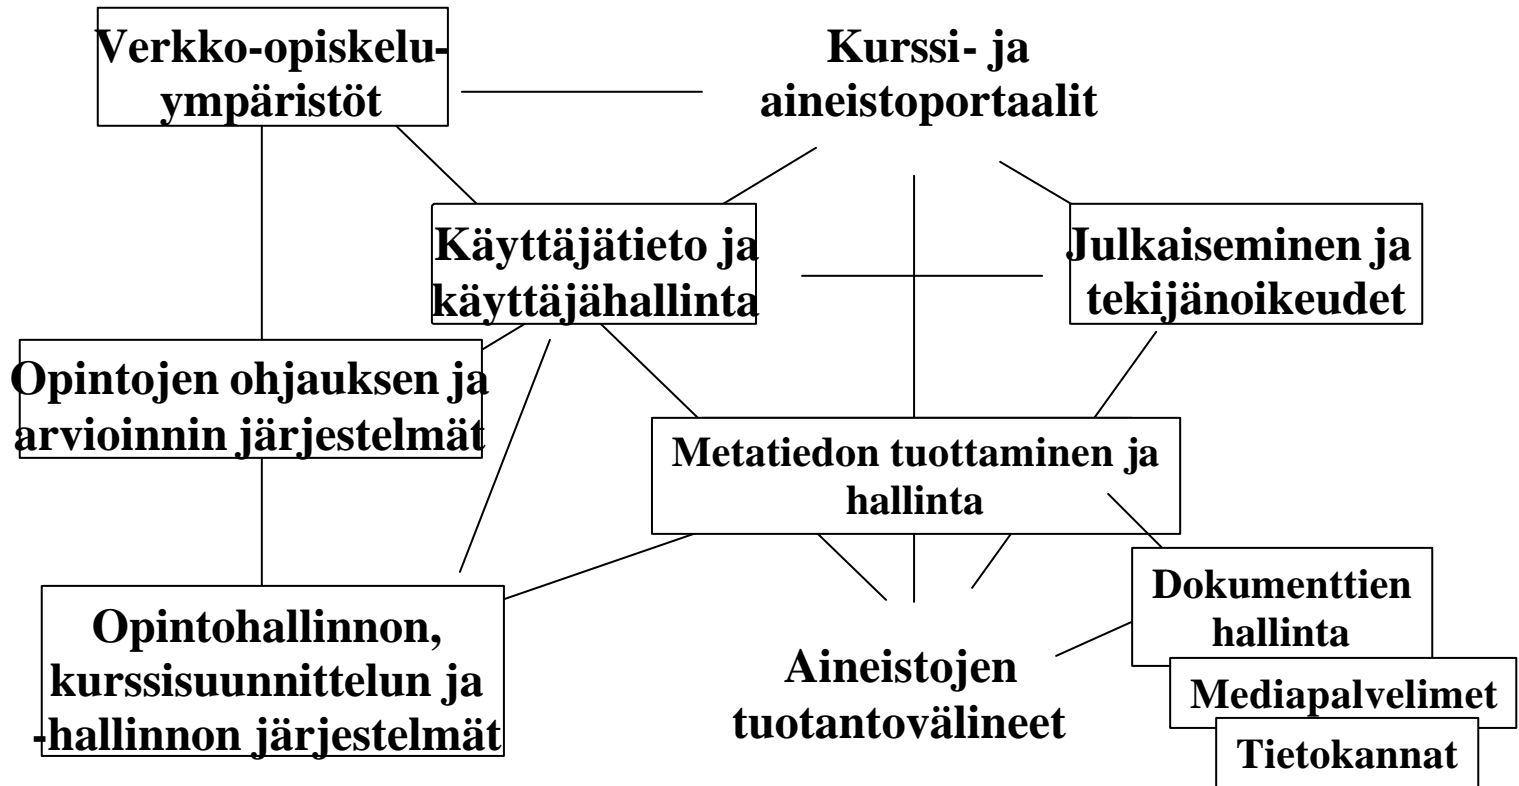 Verkko-opiskelu-
ympäristöt
Kurssi- ja
aineistoportaalit
Käyttäjätieto ja
käyttäjähallinta
Julkaiseminen ja
tekijänoikeudet
Opintojen ohjauksen ja
arvioinnin järjestelmät
Metatiedon tuottaminen ja
hallinta
Opintohallinnon,
kurssisuunnittelun ja
-hallinnon järjestelmät
Aineistojen
tuotantovälineet
Dokumenttien
hallinta
Mediapalvelimet
Tietokannat